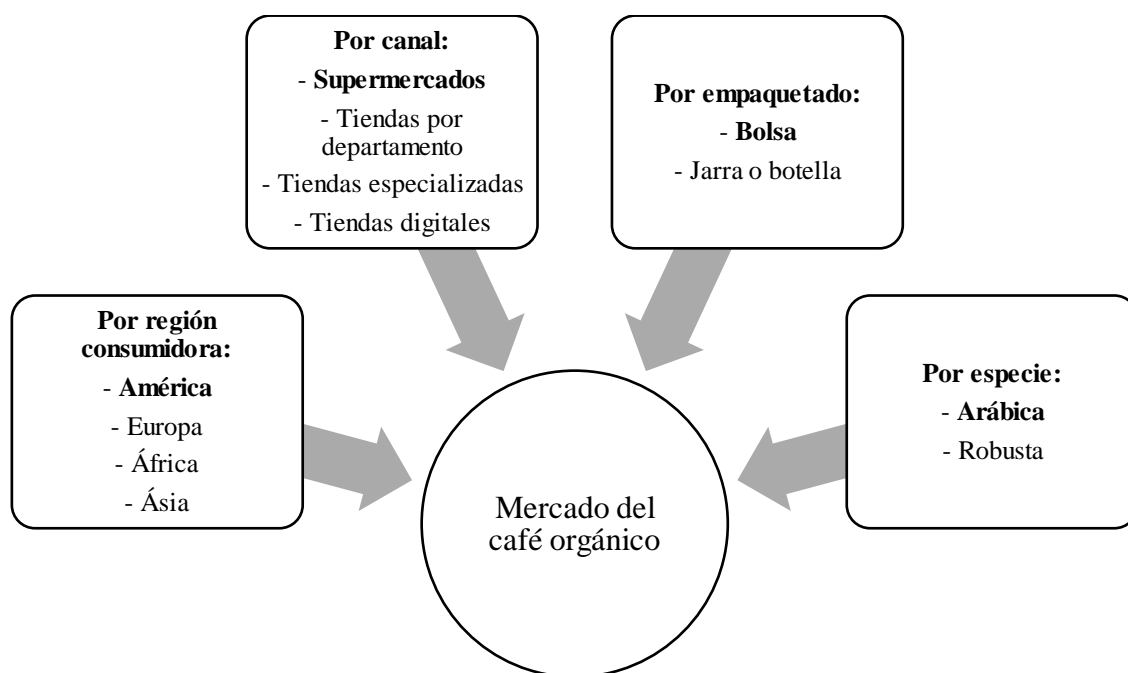 Por canal:
- Supermercados
- Tiendas por
departamento
- Tiendas especializadas
- Tiendas digitales
Por empaquetado:
- Bolsa
- Jarra o botella
Por región
consumidora:
- América
- Europa
- África
- Ásia
Por especie:
- Arábica
- Robusta
Mercado del
café orgánico